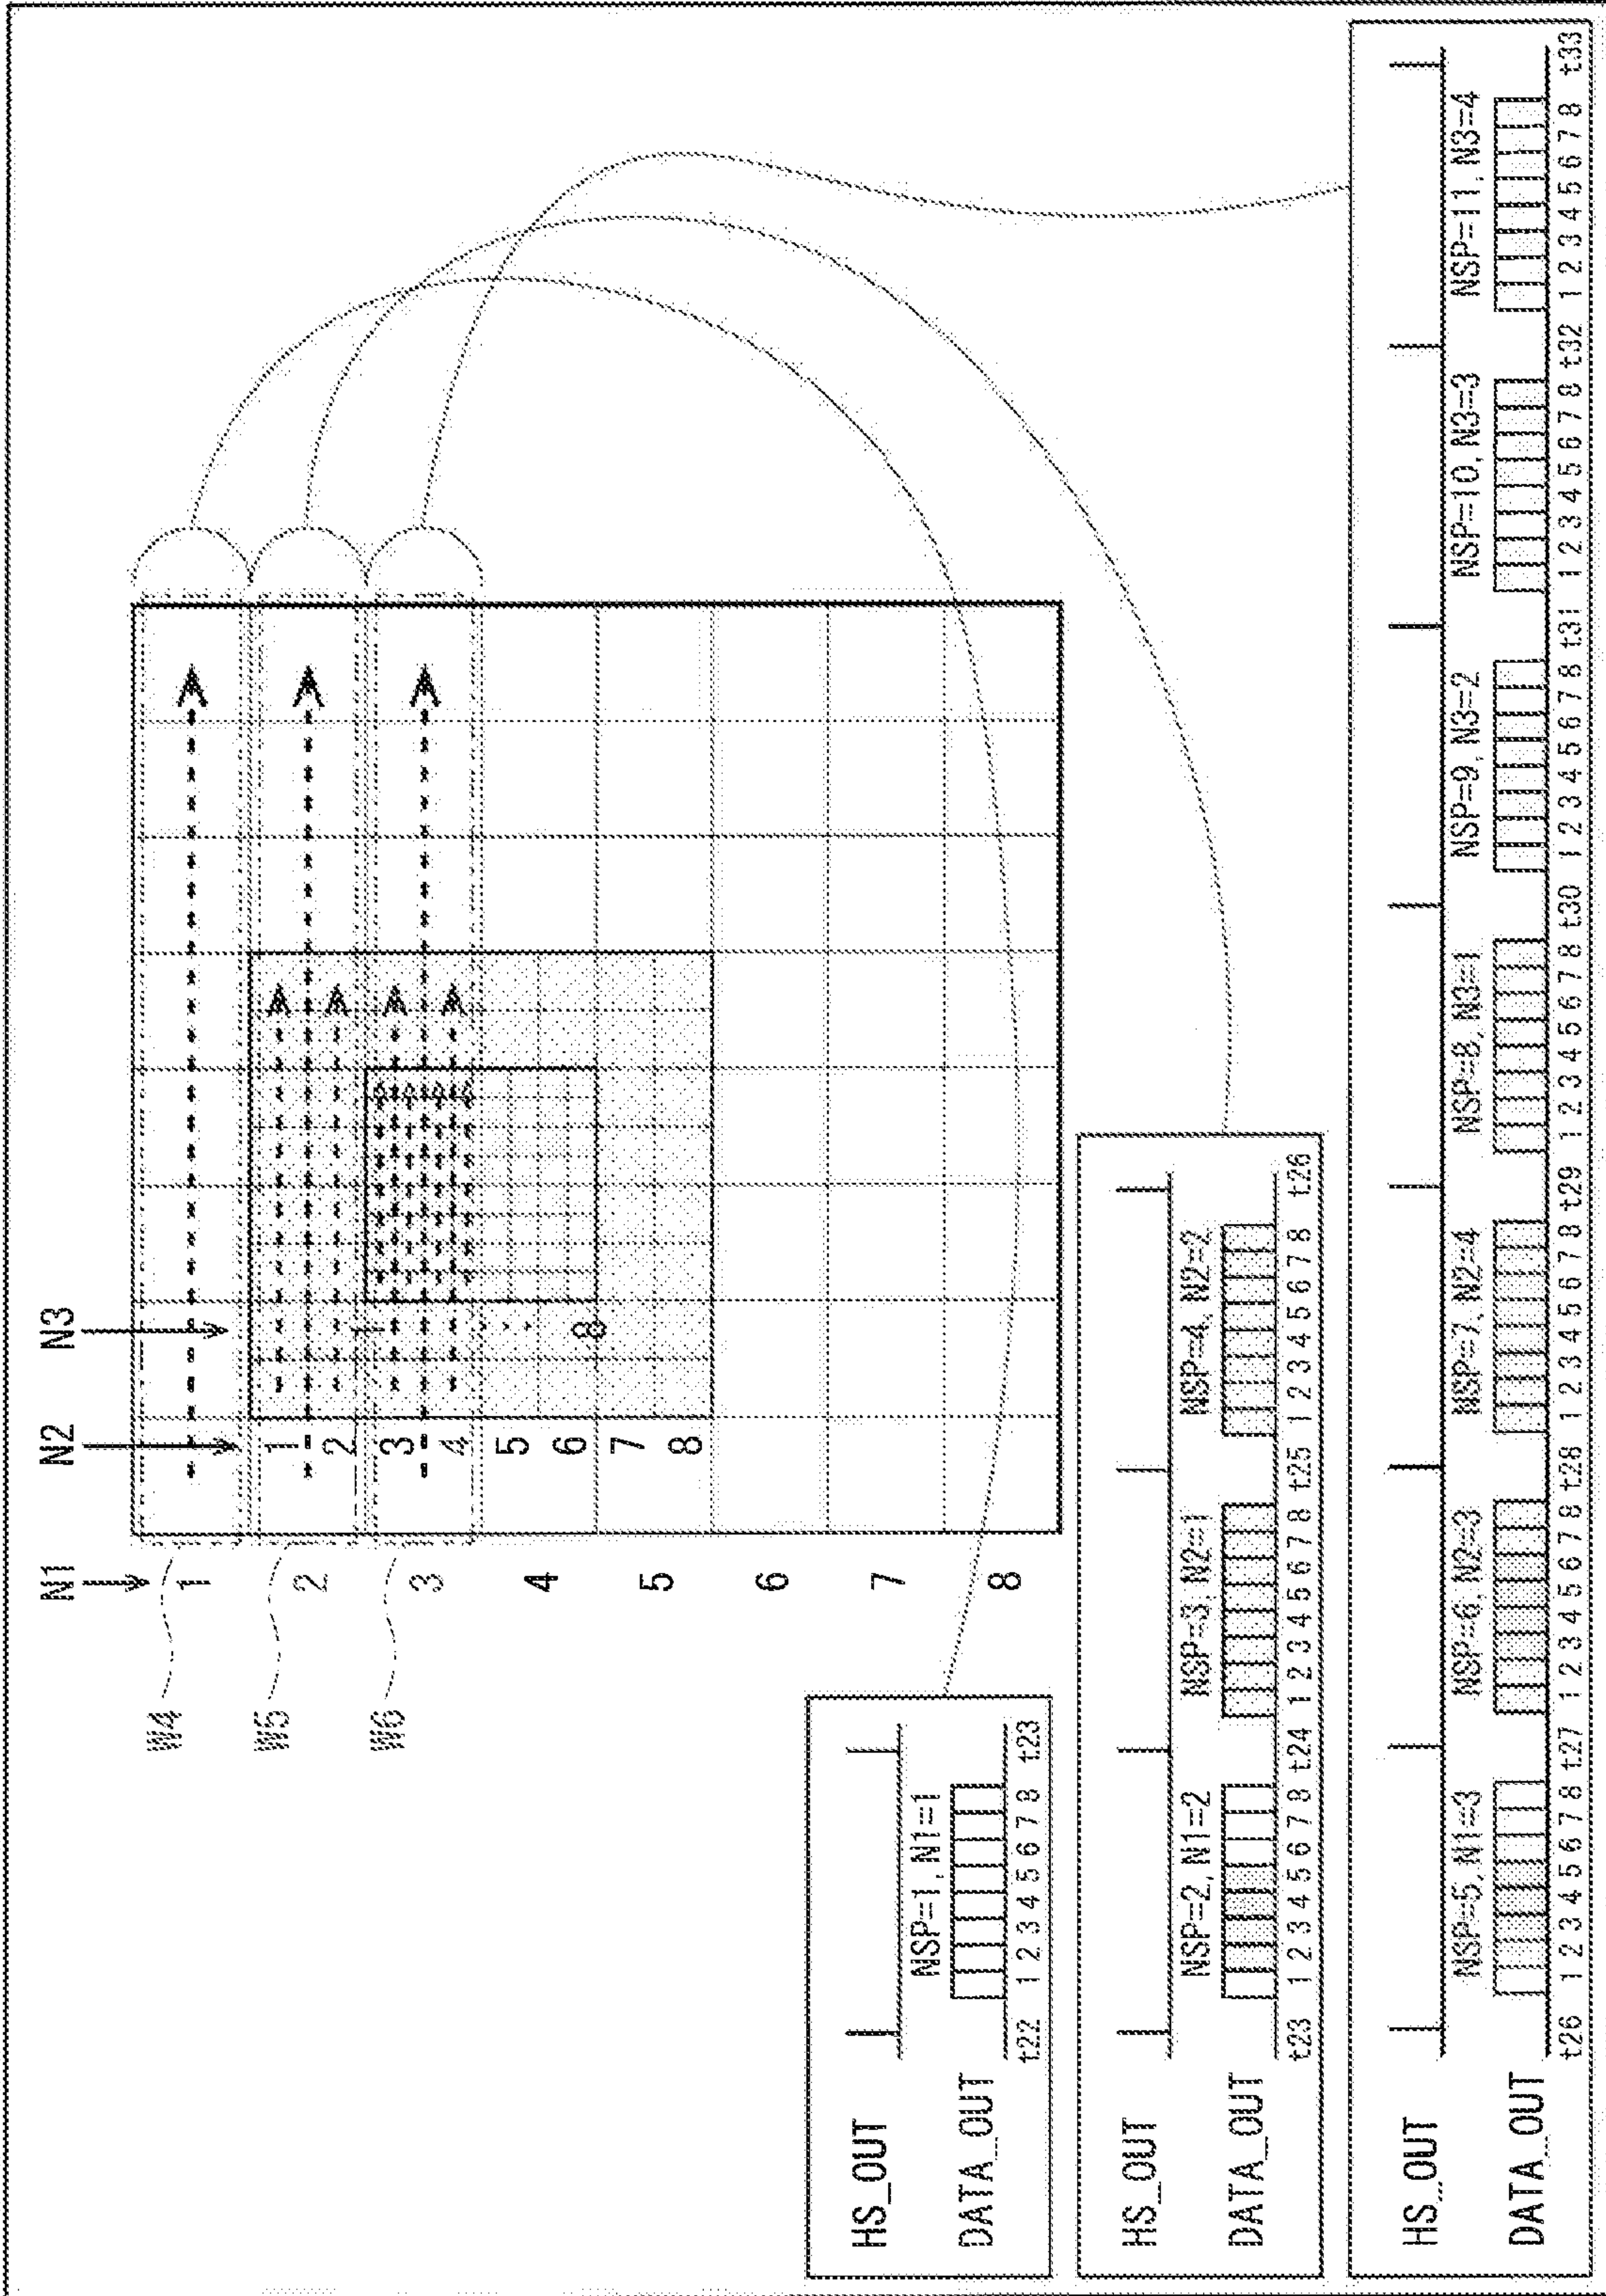 N1 N2 N3
W4
W5
W6
1
2
3
4
5
6
7
8
1
2
3
4
5
6
7
8
1
8
HS_OUT
NSP=1, N1=1
DATA_OUT
t22 1 2 3 4 5 6 7 8 t23
HS_OUT
NSP=2, N1=2 NSP=3, N2=1 NSP=4, N2=2
DATA_OUT
t23 1 2 3 4 5 6 7 8 t24 1 2 3 4 5 6 7 8 t25 1 2 3 4 5 6 7 8 t26
HS_OUT
NSP=5, N1=3 NSP=6, N2=3 NSP=7, N2=4 NSP=8, N3=1 NSP=9, N3=2 NSP=10, N3=3 NSP=11, N3=4
DATA_OUT
t26 1 2 3 4 5 6 7 8 t27 1 2 3 4 5 6 7 8 t28 1 2 3 4 5 6 7 8 t29 1 2 3 4 5 6 7 8 t30 1 2 3 4 5 6 7 8 t31 1 2 3 4 5 6 7 8 t32 1 2 3 4 5 6 7 8 t33